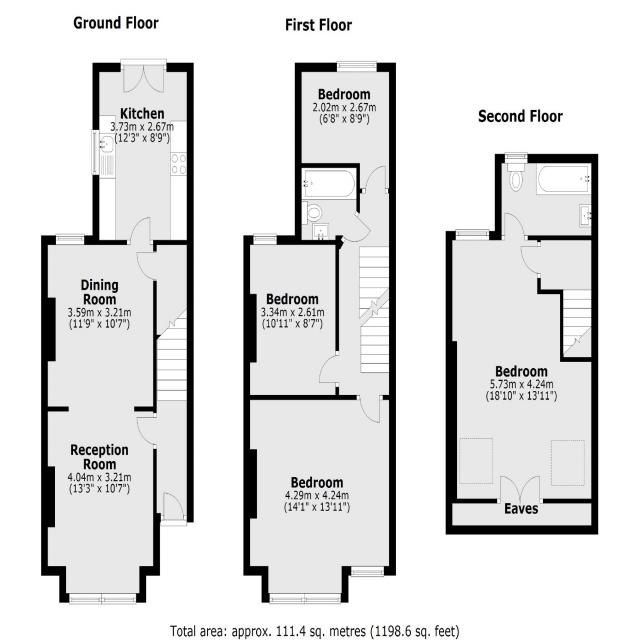 Ground Floor
Kitchen
3.73m x 2.67m
(12'3" x 8'9")
Dining
Room
3.59m x 3.21m
(11'9" x 10'7")
Reception
Room
4.04m x 3.21m
(13'3" x 10'7")
First Floor
Bedroom
2.02m x 2.67m
(6'8" x 8'9")
Bedroom
3.34m x 2.61m
(10'11" x 8'7")
Bedroom
4.29m x 4.24m
(14'1" x 13'11")
Second Floor
Bedroom
5.73m x 4.24m
(18'10" x 13'11")
Eaves
Total area: approx. 111.4 sq. metres (1198.6 sq. feet)